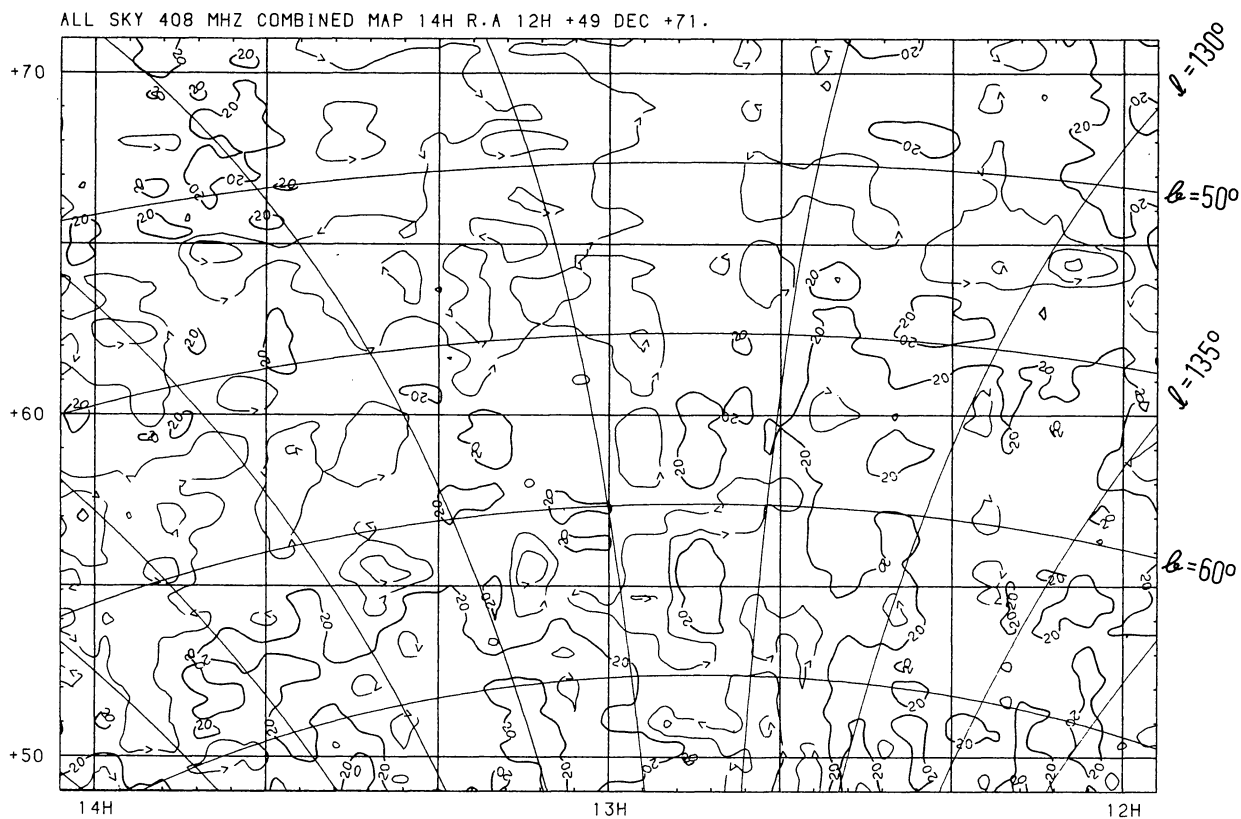 ALL SKY 408 MHZ COMBINED MAP 14H R.A 12H +49 DEC +71.
+70
+60
+50
14H
13H
12H
l=130°
b=50°
l=135°
b=60°
20